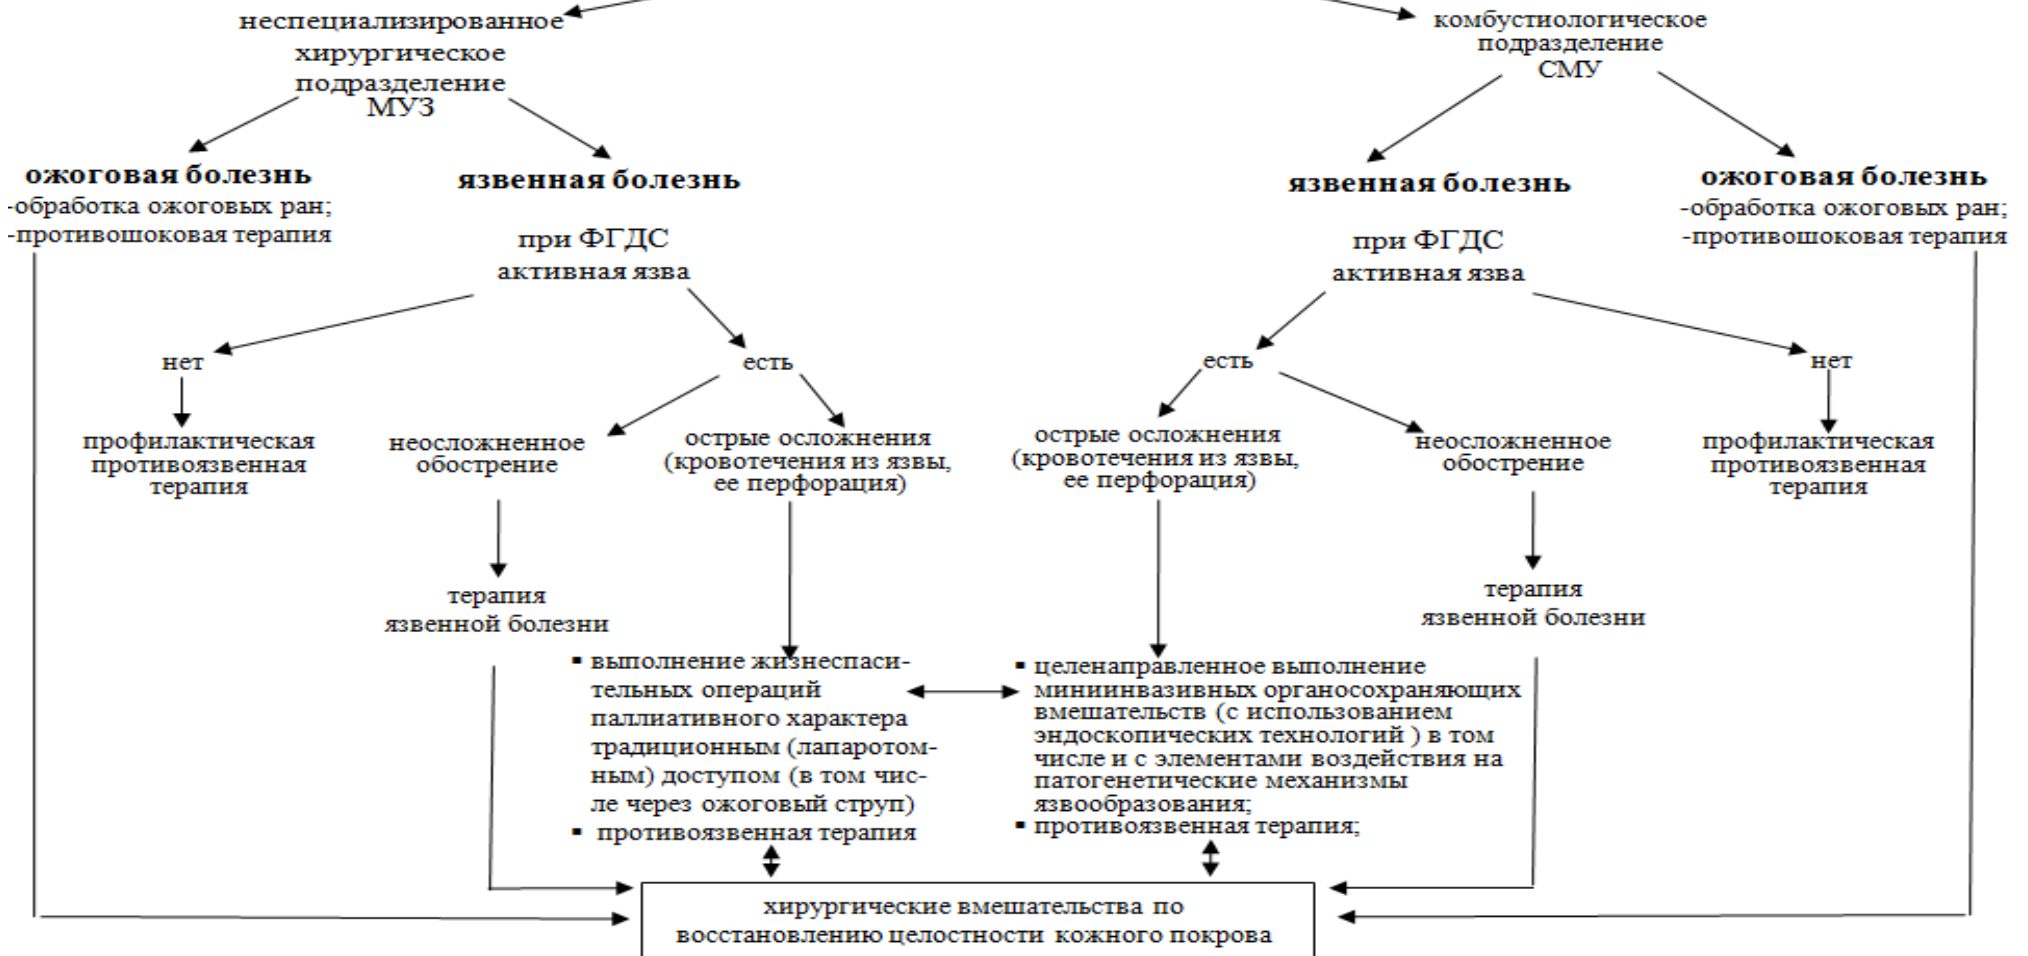 неспециализированное
хирургическое
подразделение
МУЗ
комбустиологическое
подразделение
СМУ
ожоговая болезнь
-обработка ожоговых ран;
-противошоковая терапия
язвенная болезнь
при ФГДС
активная язва
язвенная болезнь
при ФГДС
активная язва
ожоговая болезнь
-обработка ожоговых ран;
-противошоковая терапия
нет
есть
есть
нет
профилактическая
противоязвенная
терапия
неосложненное
обострение
острые осложнения
(кровотечения из язвы,
ее перфорация)
острые осложнения
(кровотечения из язвы,
ее перфорация)
неосложненное
обострение
профилактическая
противоязвенная
терапия
терапия
язвенной болезни
терапия
язвенной болезни
▪ выполнение жизнеспаси-
тельных операций
паллиативного характера
традиционным (лапаротом-
ным) доступом (в том чис-
ле через ожоговый струп)
▪ противоязвенная терапия
▪ целенаправленное выполнение
миниинвазивных органосохраняющих
вмешательств (с использованием
эндоскопических технологий ) в том
числе и с элементами воздействия на
патогенетические механизмы
язвообразования;
▪ противоязвенная терапия;
хирургические вмешательства по
восстановлению целостности кожного покрова